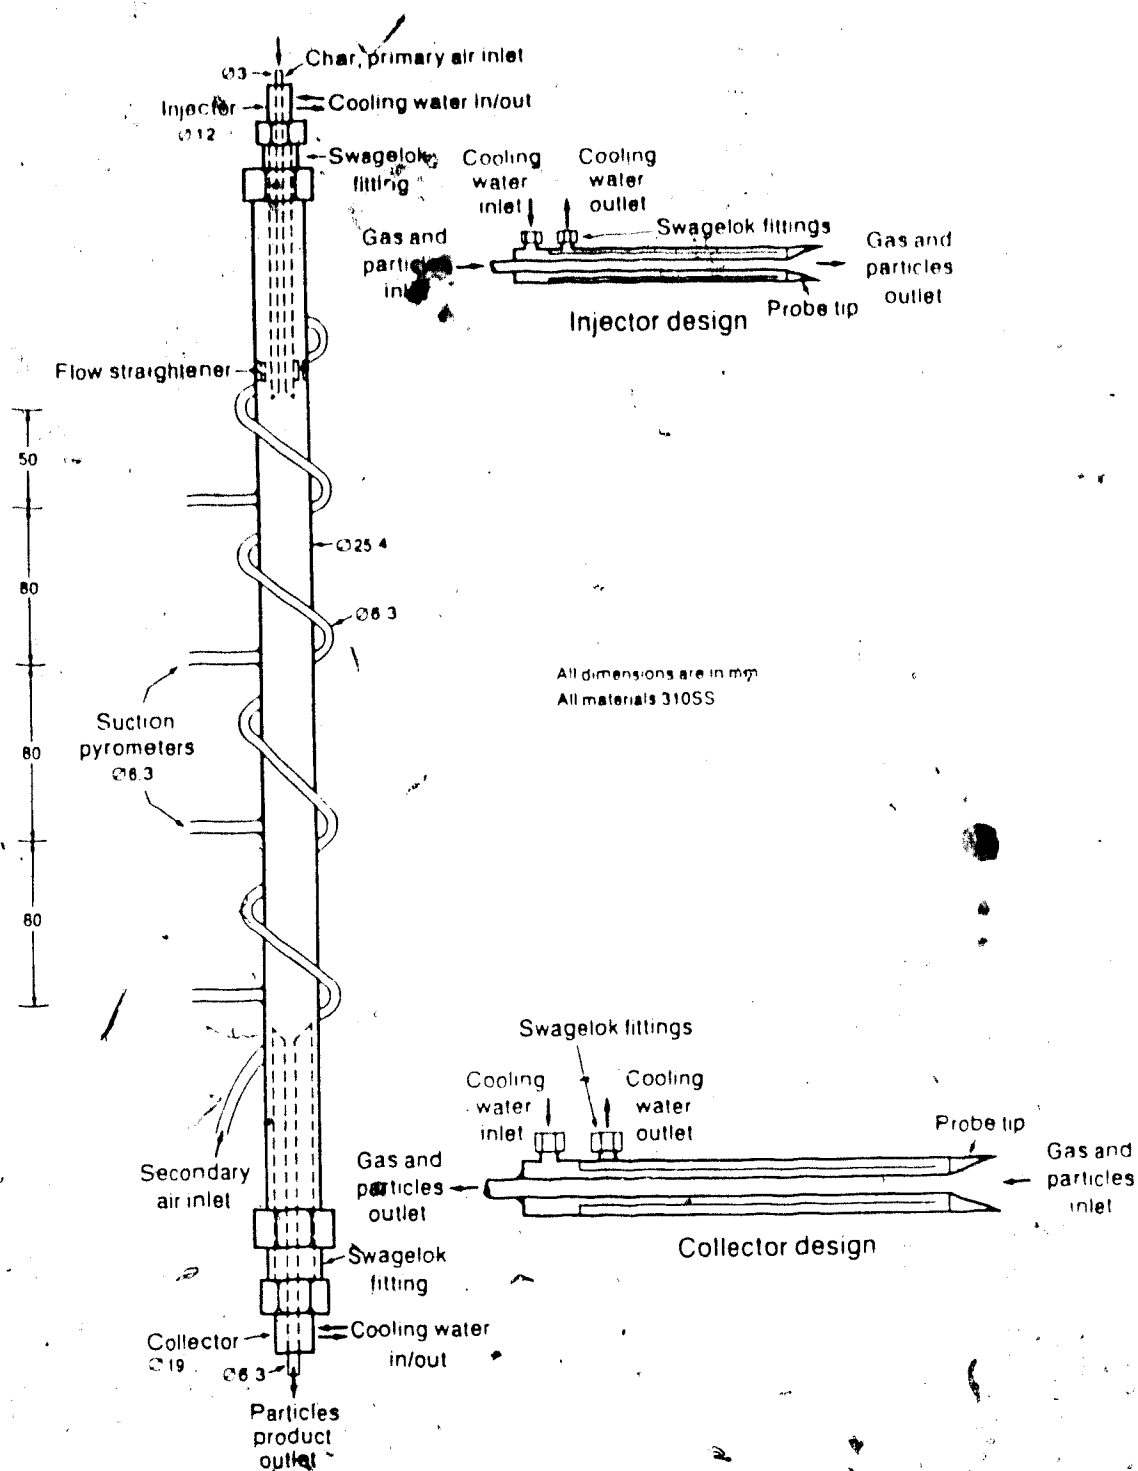 Char, primary air inlet
Ø3
Injector
Ø12
Cooling water in/out
Swagelok
fitting
Cooling
water
inlet
Cooling
water
outlet
Swagelok fittings
Gas and
particles
inlet
Gas and
particles
outlet
Probe tip
Injector design
Flow straightener
50
Ø25.4
80
Ø6.3
All dimensions are in mm
All materials 310SS
Suction
pyrometers
Ø6.3
80
80
Swagelok fittings
Cooling
water
inlet
Cooling
water
outlet
Probe tip
Gas and
particles
outlet
Gas and
particles
inlet
Collector design
Secondary
air inlet
Swagelok
fitting
Collector
Ø19
Cooling water
in/out
Ø6.3
Particles
product
outlet